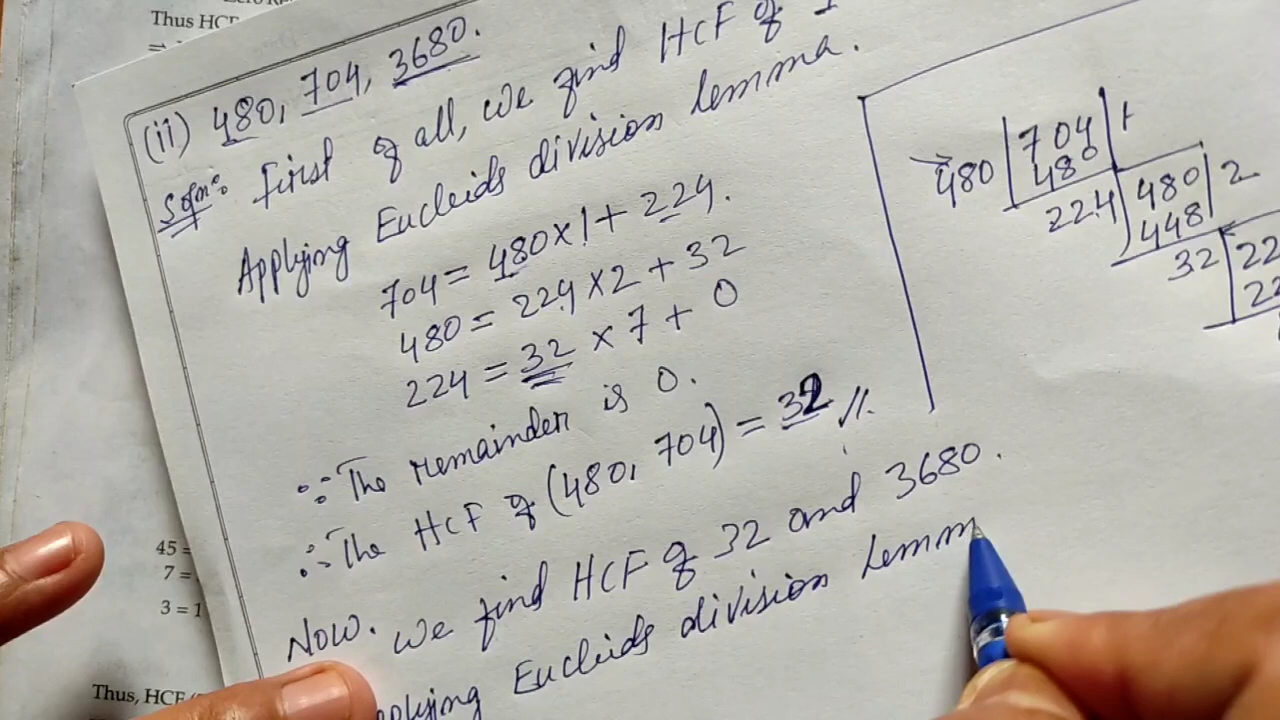 Thus HCF
(ii) 480, 704, 3680.
Soln: First of all, we find HCF of
Applying Euclids division lemma.
704 = 480 x 1 + 224.
480 = 224 x 2 + 32
224 = 32 x 7 + 0
∵ The remainder is 0.
∴ The HCF of (480, 704) = 32 //.
Now. we find HCF of 32 and 3680.
pplying Euclids division lemm
480 704 1
480
224 480 2
448
32 22
22
45 =
7 =
3 = 1
Thus, HCF